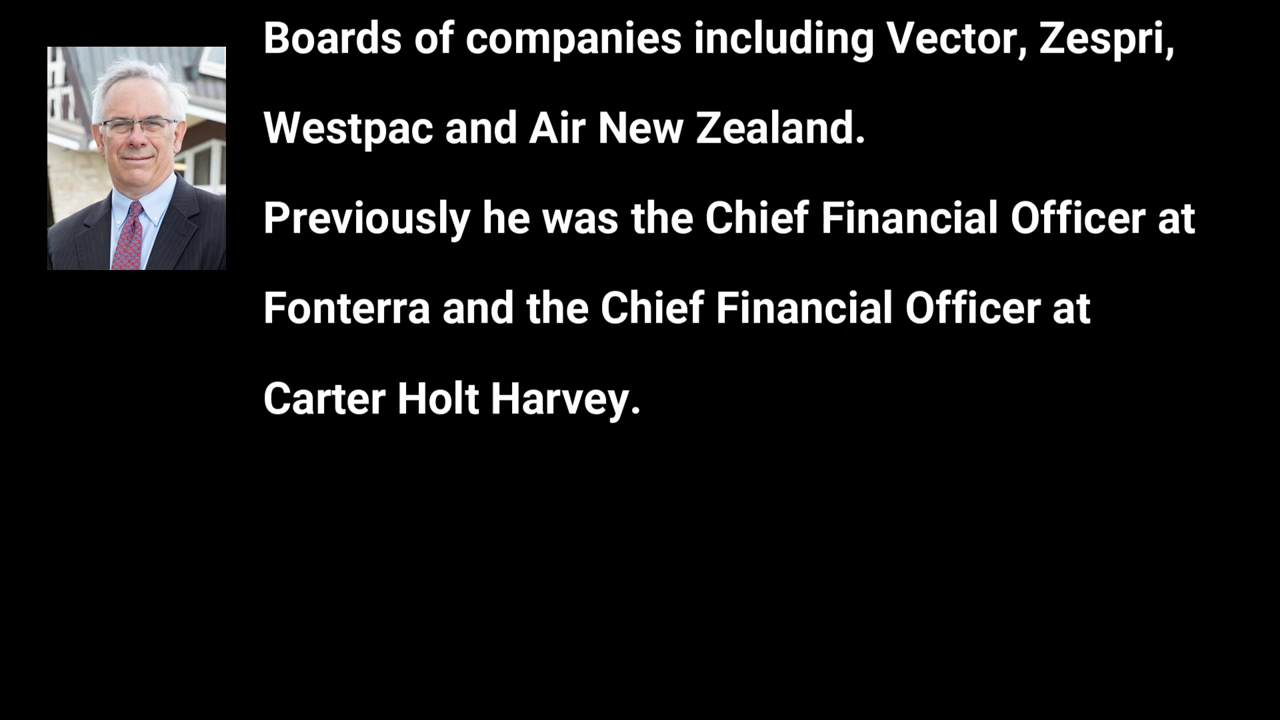 Boards of companies including Vector, Zespri,
Westpac and Air New Zealand.
Previously he was the Chief Financial Officer at
Fonterra and the Chief Financial Officer at
Carter Holt Harvey.